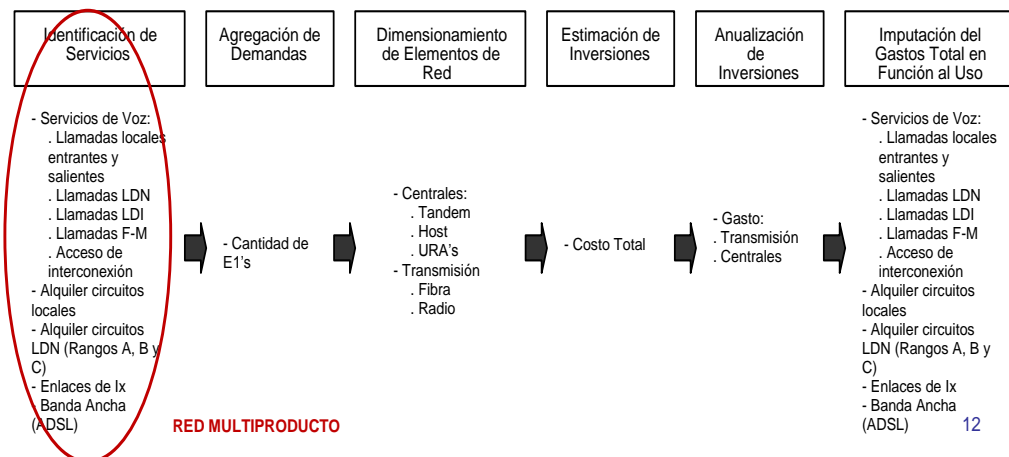 Identificación de
Servicios
Agregación de
Demandas
Dimensionamiento
de Elementos de
Red
Estimación de
Inversiones
Anualización
de
Inversiones
Imputación del
Gastos Total en
Función al Uso
- Servicios de Voz:
. Llamadas locales
entrantes y
salientes
. Llamadas LDN
. Llamadas LDI
. Llamadas F-M
. Acceso de
interconexión
- Alquiler circuitos
locales
- Alquiler circuitos
LDN (Rangos A, B y
C)
- Enlaces de Ix
- Banda Ancha
(ADSL)
- Cantidad de
E1's
- Centrales:
. Tandem
. Host
. URA's
- Transmisión
. Fibra
. Radio
- Costo Total
- Gasto:
. Transmisión
. Centrales
- Servicios de Voz:
. Llamadas locales
entrantes y
salientes
. Llamadas LDN
. Llamadas LDI
. Llamadas F-M
. Acceso de
interconexión
- Alquiler circuitos
locales
- Alquiler circuitos
LDN (Rangos A, B y
C)
- Enlaces de Ix
- Banda Ancha
(ADSL)
RED MULTIPRODUCTO
12